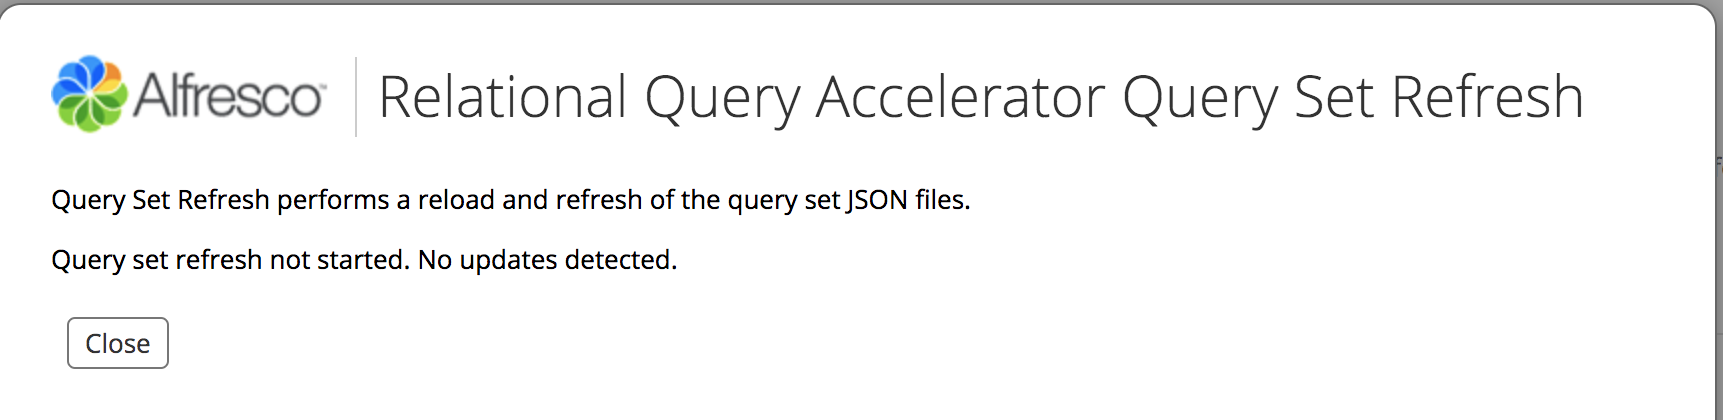 Alfresco™ Relational Query Accelerator Query Set Refresh
Query Set Refresh performs a reload and refresh of the query set JSON files.
Query set refresh not started. No updates detected.
Close